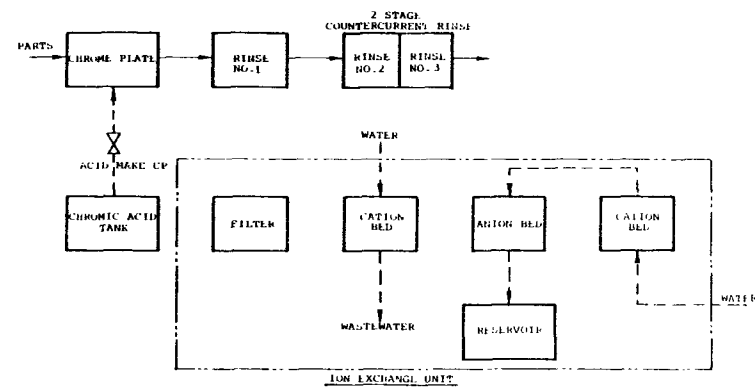 2 STAGE
COUNTERCURRENT RINSE
PARTS
CHROME PLATE
RINSE
NO.1
RINSE
NO.2
RINSE
NO.3
WATER
ACID MAKE UP
CHROMIC ACID
TANK
FILTER
CATION
BED
ANION BED
CATION
BED
WATER
WASTEWATER
RESERVOIR
ION EXCHANGE UNIT